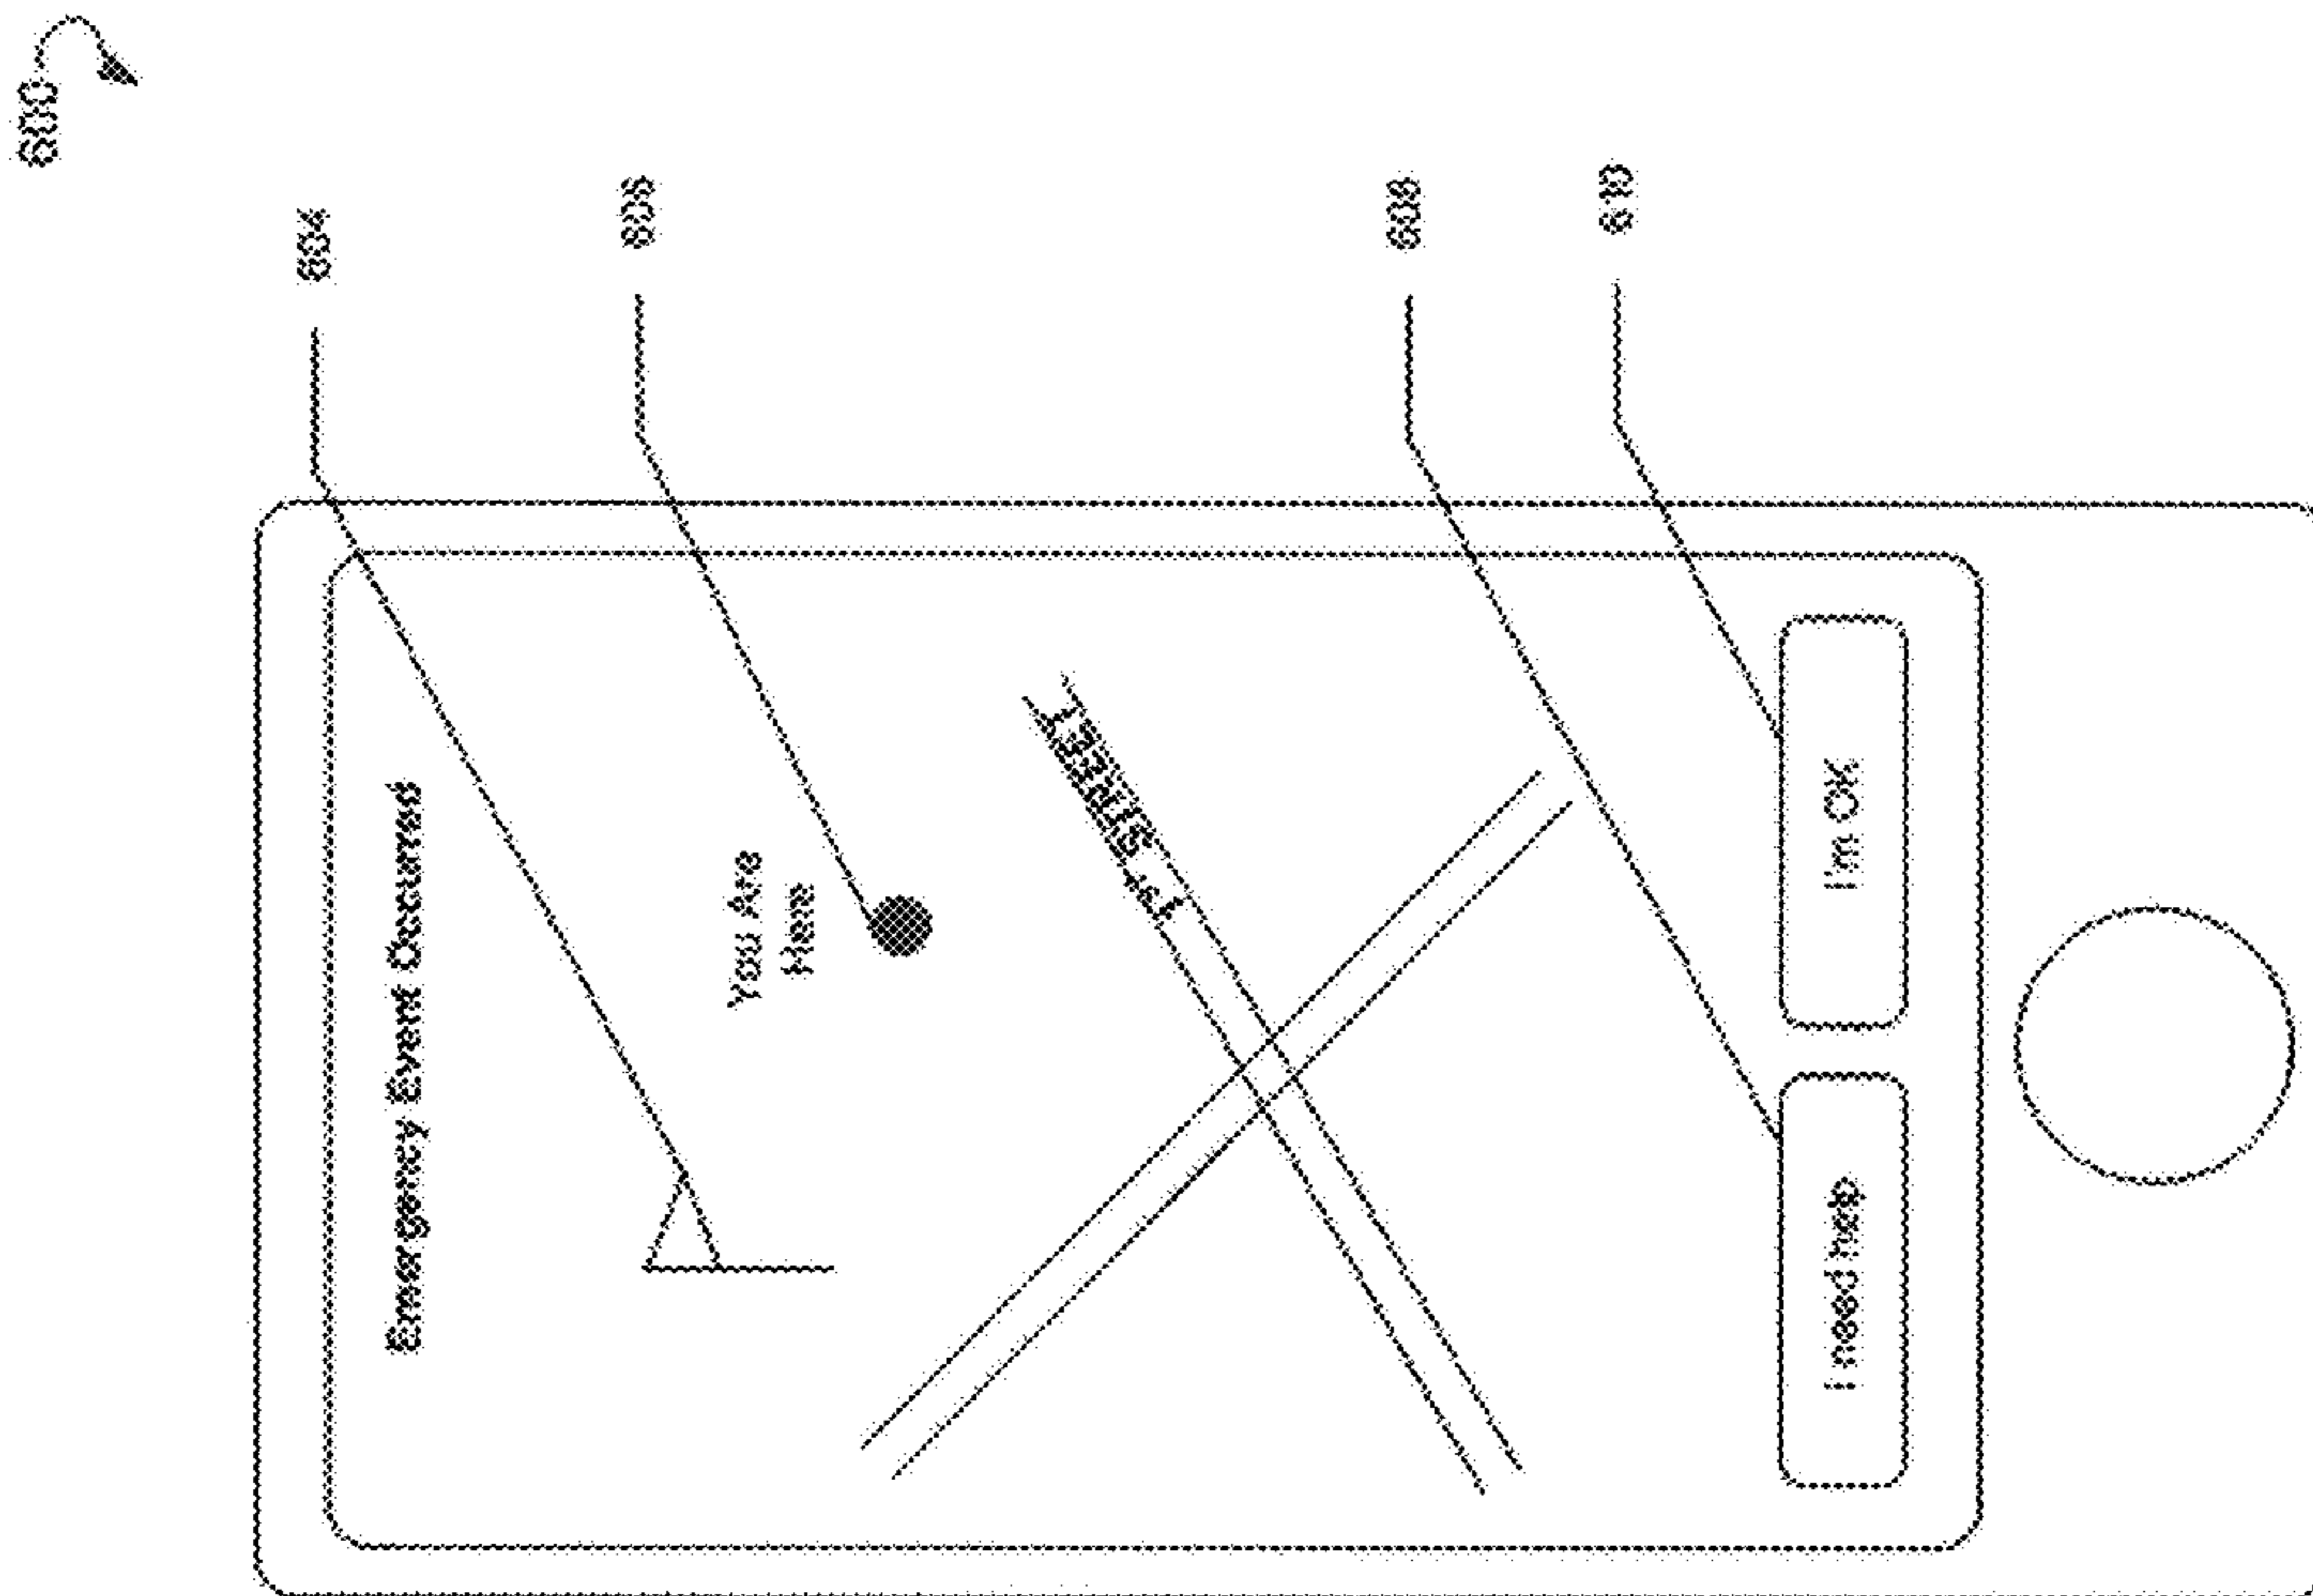 600
604
606
608
610
Emergency Event Occurred
You Are
Here
I need help
I'm OK